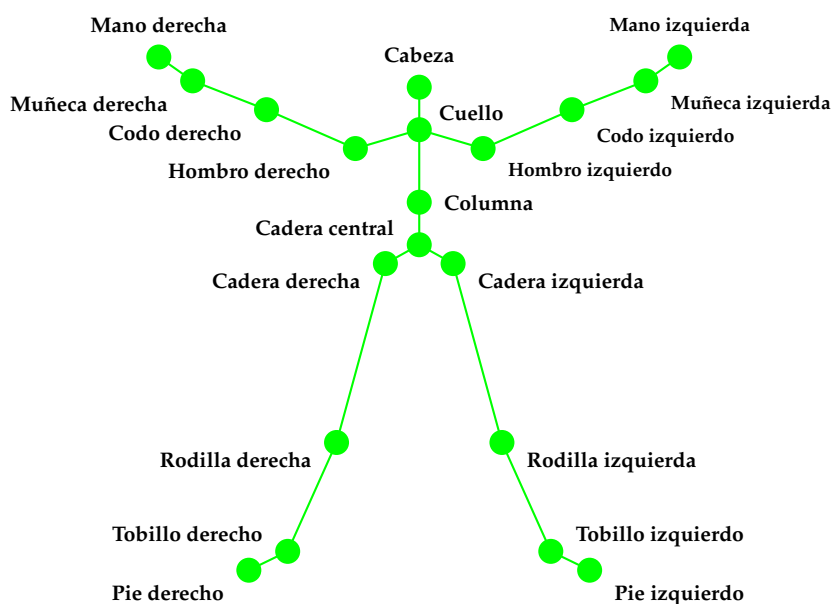 Mano derecha
Mano izquierda
Cabeza
Muñeca derecha
Muñeca izquierda
Cuello
Codo derecho
Codo izquierdo
Hombro derecho
Hombro izquierdo
Columna
Cadera central
Cadera derecha
Cadera izquierda
Rodilla derecha
Rodilla izquierda
Tobillo derecho
Tobillo izquierdo
Pie derecho
Pie izquierdo